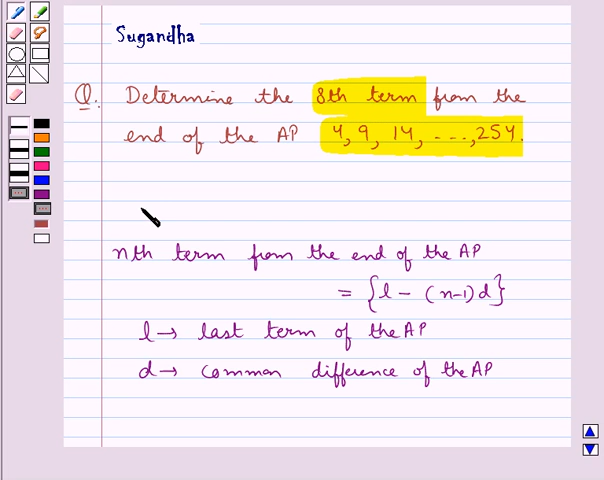 Sugandha
Q. Determine the 8th term from the
end of the AP 4, 9, 14, ...., 254.
nth term from the end of the AP
= {l - (n-1)d}
l → last term of the AP
d → common difference of the AP